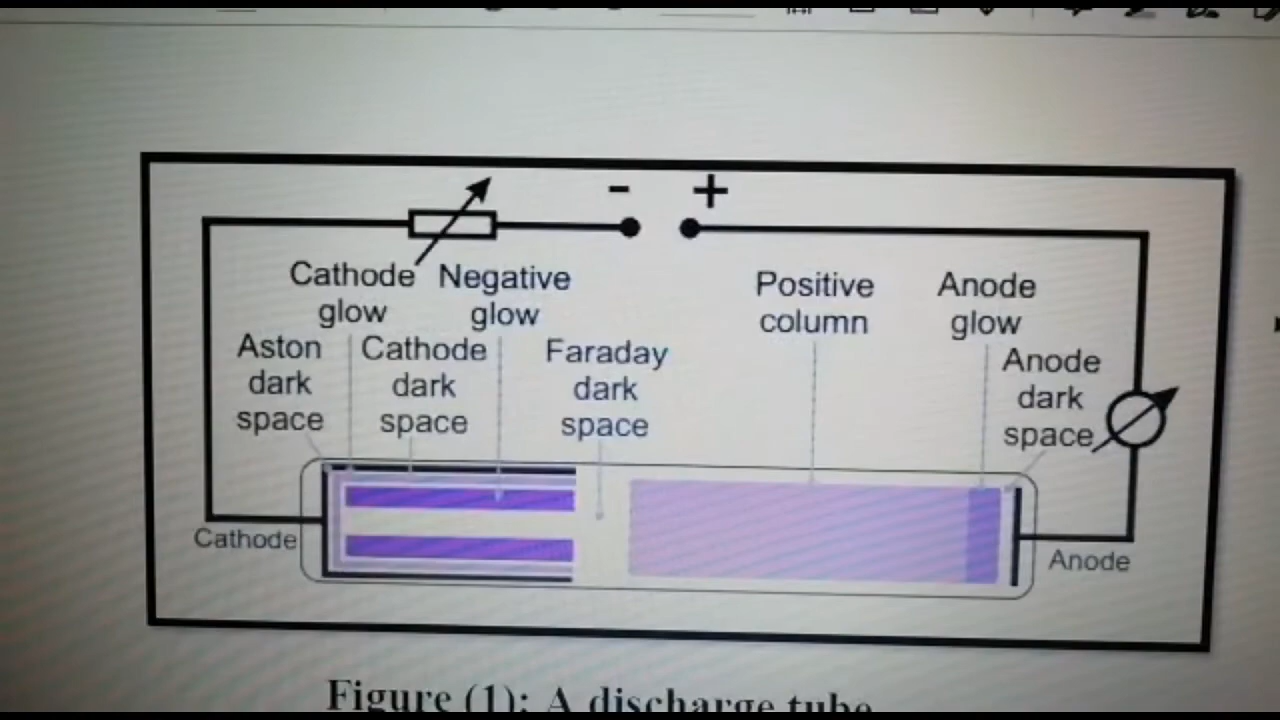 - +
Cathode
glow
Negative
glow
Positive
column
Anode
glow
Aston
dark
space
Cathode
dark
space
Faraday
dark
space
Anode
dark
space
Cathode
Anode
Figure (1): A discharge tube